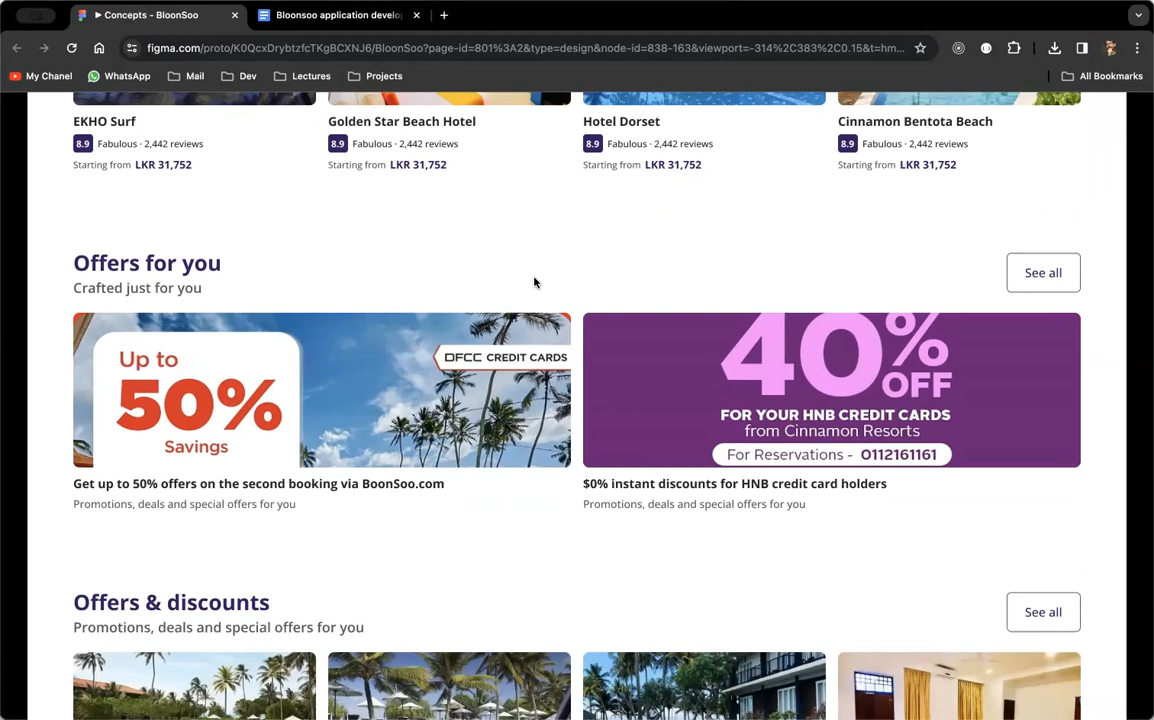 Concepts - BloonSoo
Bloonsoo application develo
figma.com/proto/K0QcxDrybtzfcTKgBCXNJ6/BloonSoo?page-id=801%3A2&type=design&node-id=838-163&viewport=-314%2C383%2C0.15&t=hm...
My Chanel
WhatsApp
Mail
Dev
Lectures
Projects
All Bookmarks
EKHO Surf
8.9 Fabulous · 2,442 reviews
Starting from LKR 31,752
Golden Star Beach Hotel
8.9 Fabulous · 2,442 reviews
Starting from LKR 31,752
Hotel Dorset
8.9 Fabulous · 2,442 reviews
Starting from LKR 31,752
Cinnamon Bentota Beach
8.9 Fabulous · 2,442 reviews
Starting from LKR 31,752
Offers for you
Crafted just for you
See all
Up to
50%
Savings
DFCC CREDIT CARDS
Get up to 50% offers on the second booking via BoonSoo.com
Promotions, deals and special offers for you
40%
OFF
FOR YOUR HNB CREDIT CARDS
from Cinnamon Resorts
For Reservations - 0112161161
$0% instant discounts for HNB credit card holders
Promotions, deals and special offers for you
Offers & discounts
Promotions, deals and special offers for you
See all